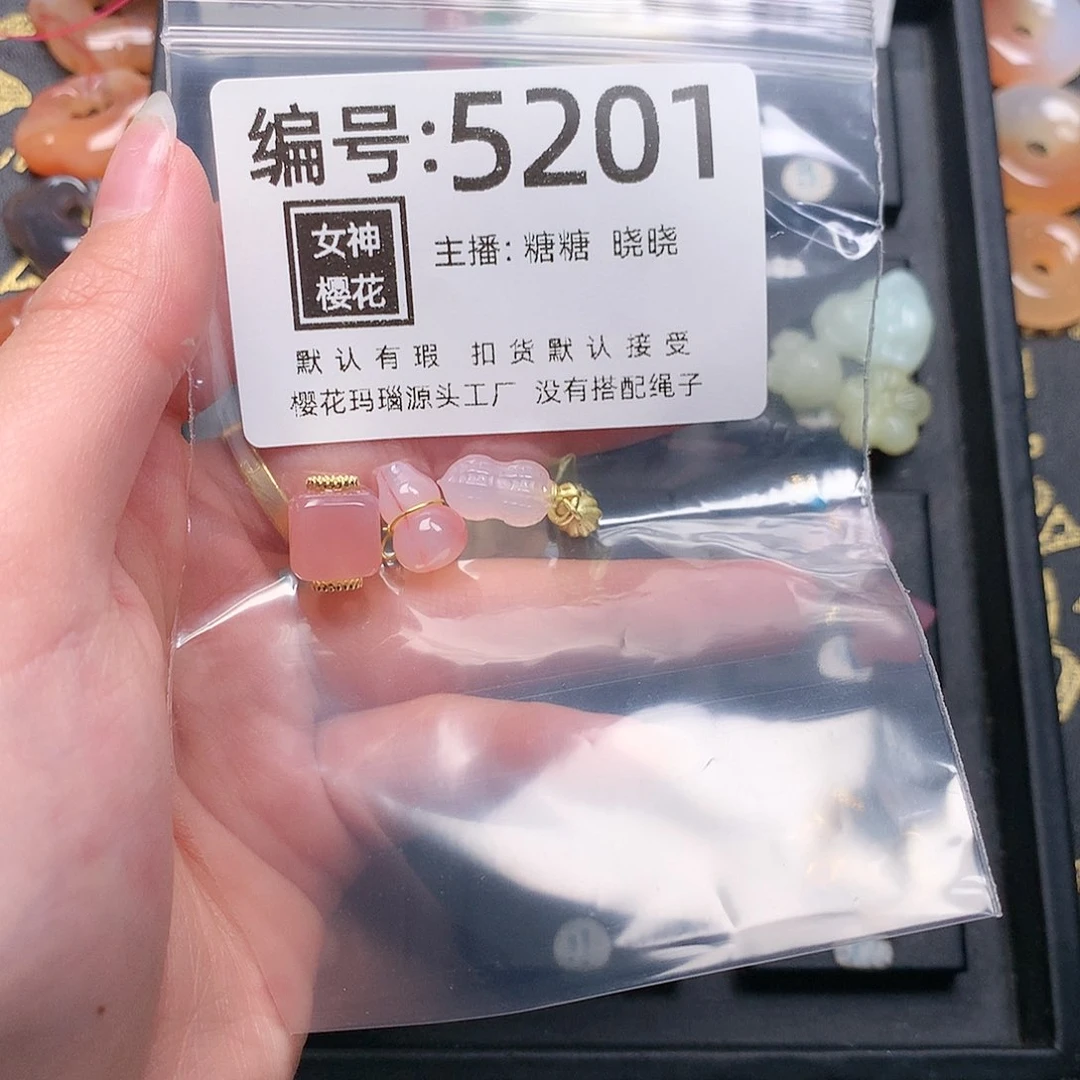 编号:5201
女神
樱花
主播: 糖糖 晓晓
默认有瑕 扣货默认接受
樱花玛瑙源头工厂 没有搭配绳子